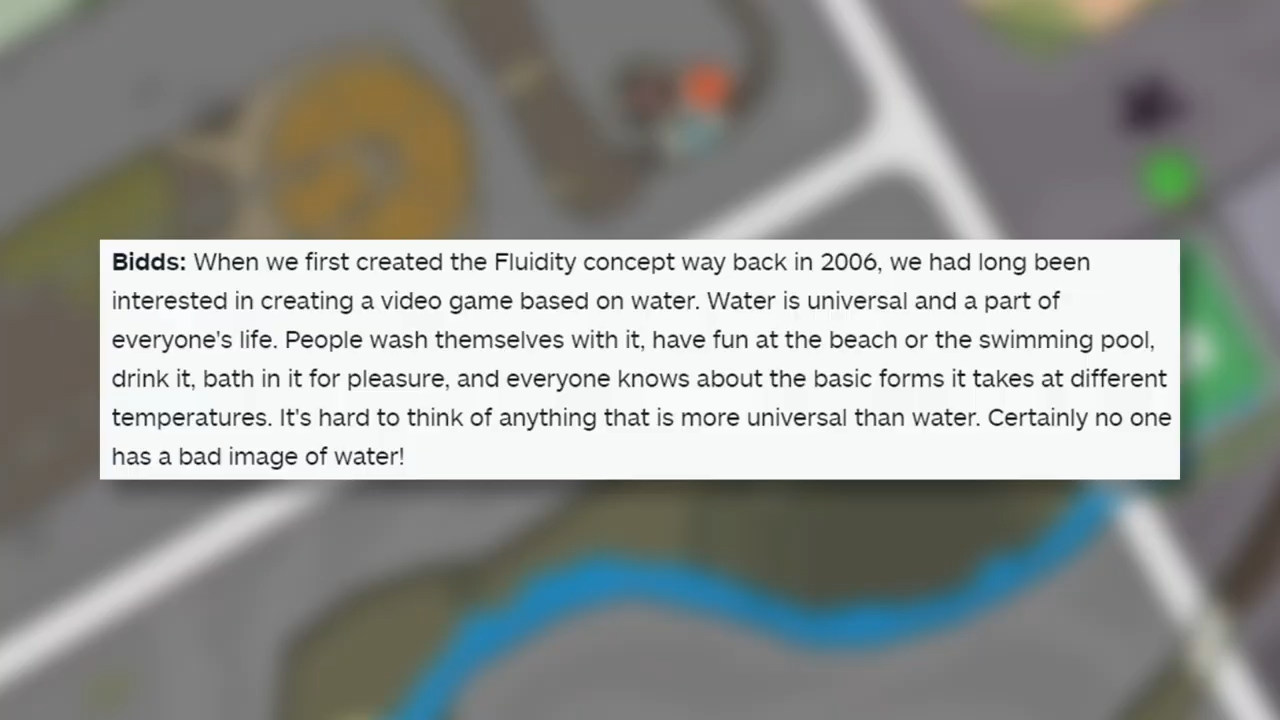 Bidds: When we first created the Fluidity concept way back in 2006, we had long been
interested in creating a video game based on water. Water is universal and a part of
everyone's life. People wash themselves with it, have fun at the beach or the swimming pool,
drink it, bath in it for pleasure, and everyone knows about the basic forms it takes at different
temperatures. It's hard to think of anything that is more universal than water. Certainly no one
has a bad image of water!